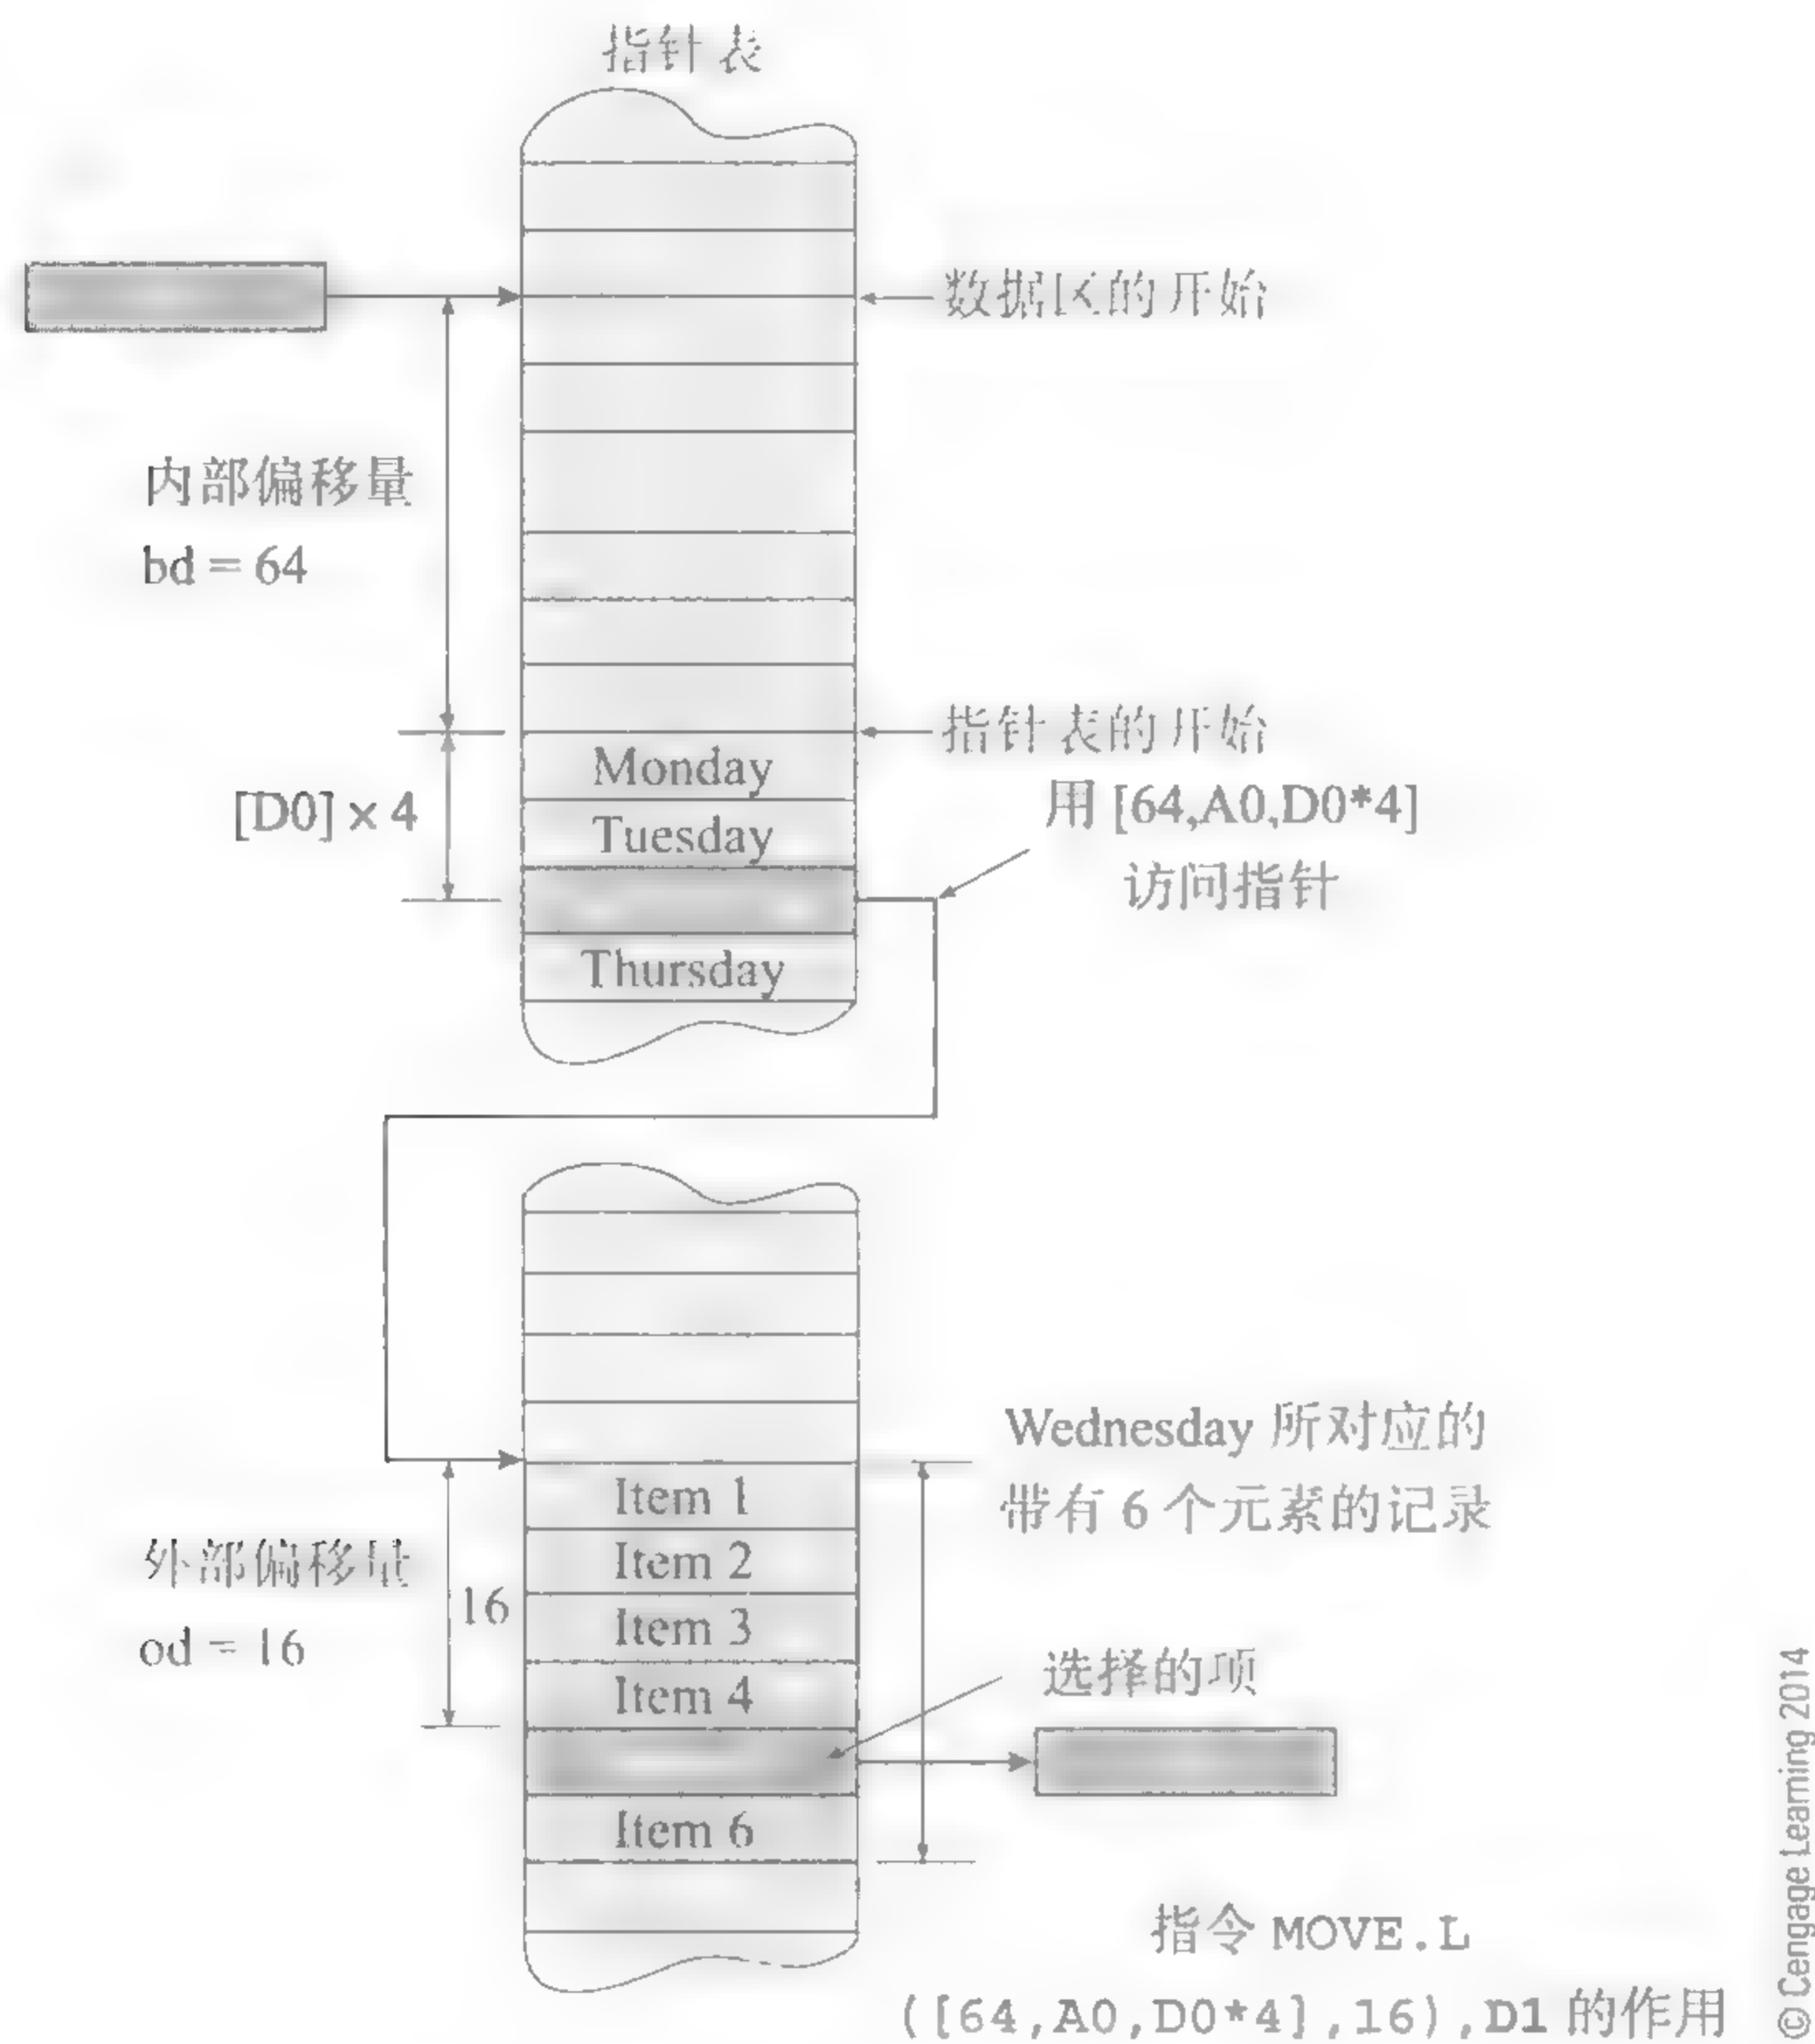 指针表
数据区的开始
内部偏移量
bd = 64
指针表的开始
Monday
用 [64,A0,D0*4]
[D0] × 4
Tuesday
访问指针
Thursday
Wednesday 所对应的
带有 6 个元素的记录
Item 1
外部偏移量
Item 2
16
Item 3
od = 16
选择的项
Item 4
Item 6
指令 MOVE.L
([64,A0,D0*4],16),D1 的作用
© Cengage Learning 2014